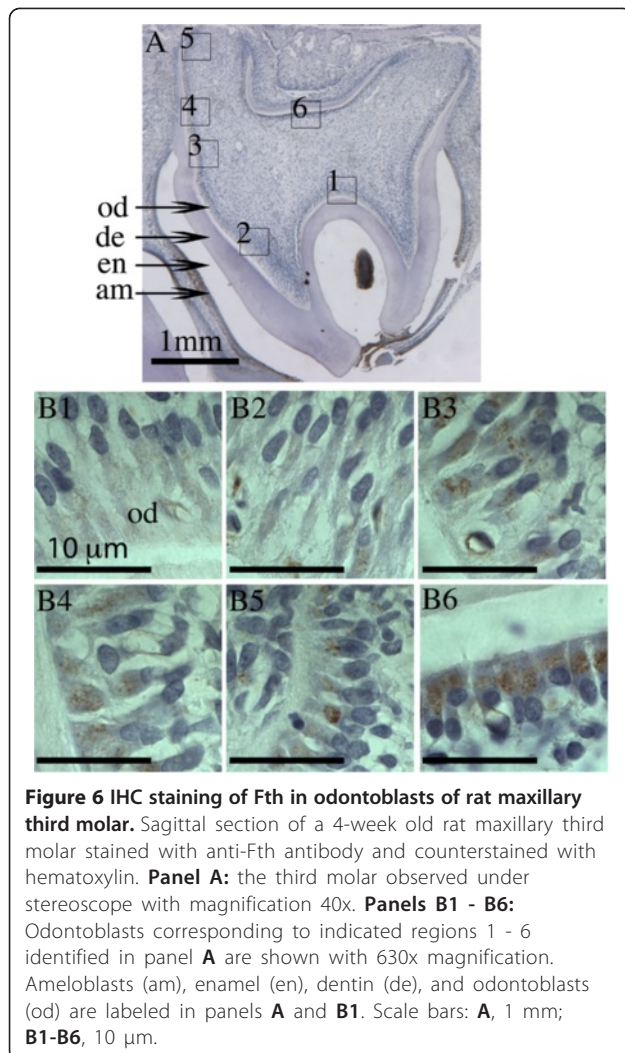 A
5
4
6
3
1
od
2
de
en
am
1mm
B1
B2
B3
od
10 μm
B4
B5
B6
Figure 6 IHC staining of Fth in odontoblasts of rat maxillary
third molar. Sagittal section of a 4-week old rat maxillary third
molar stained with anti-Fth antibody and counterstained with
hematoxylin. Panel A: the third molar observed under
stereoscope with magnification 40x. Panels B1 - B6:
Odontoblasts corresponding to indicated regions 1 - 6
identified in panel A are shown with 630x magnification.
Ameloblasts (am), enamel (en), dentin (de), and odontoblasts
(od) are labeled in panels A and B1. Scale bars: A, 1 mm;
B1-B6, 10 μm.